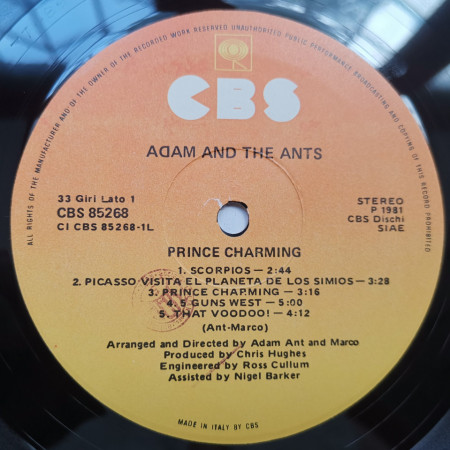 ALL RIGHTS OF THE MANUFACTURER AND OF THE OWNER OF THE RECORDED WORK RESERVED UNAUTHORIZED PUBLIC PERFORMANCE BROADCASTING AND COPYING OF THIS RECORD PROHIBITED
CBS
ADAM AND THE ANTS
33 Giri Lato 1
CBS 85268
CI CBS 85268-1L
STEREO
P 1981
CBS Dischi
SIAE
PRINCE CHARMING
1. SCORPIOS — 2:44
2. PICASSO VISITA EL PLANETA DE LOS SIMIOS — 3:28
3. PRINCE CHARMING — 3:16
4. 5 GUNS WEST — 5:00
5. THAT VOODOO! — 4:12
(Ant-Marco)
Arranged and Directed by Adam Ant and Marco
Produced by Chris Hughes
Engineered by Ross Cullum
Assisted by Nigel Barker
MADE IN ITALY BY CBS